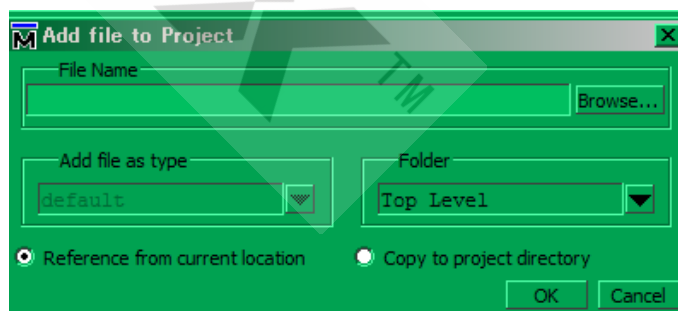 Add file to Project
File Name
Browse...
Add file as type
Folder
default
Top Level
Reference from current location
Copy to project directory
OK
Cancel
TM